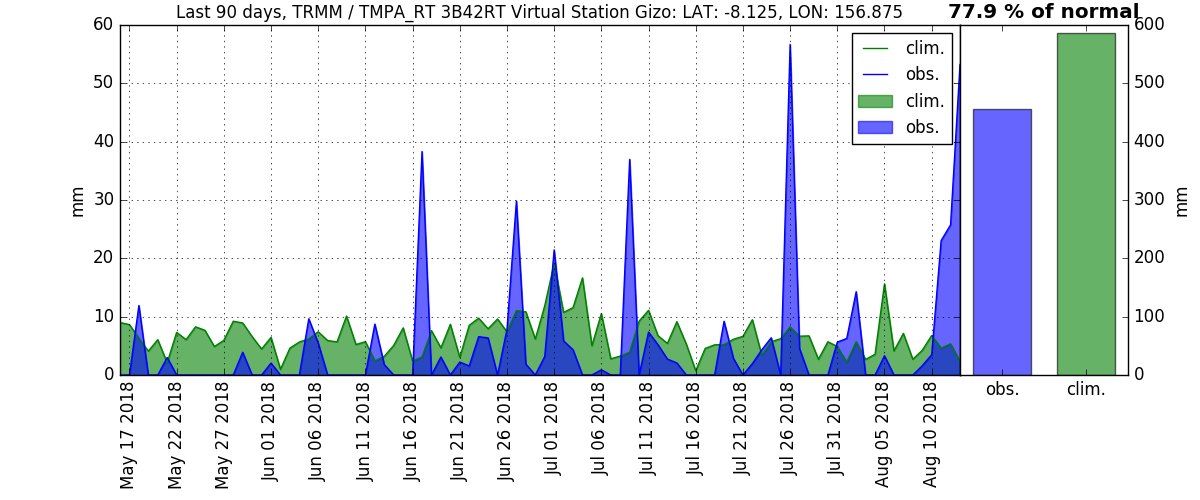 Last 90 days, TRMM / TMPA_RT 3B42RT Virtual Station Gizo: LAT: -8.125, LON: 156.875
77.9 % of normal
60
50
40
30
20
10
0
mm
clim.
obs.
clim.
obs.
600
500
400
300
200
100
0
mm
May 17 2018
May 22 2018
May 27 2018
Jun 01 2018
Jun 06 2018
Jun 11 2018
Jun 16 2018
Jun 21 2018
Jun 26 2018
Jul 01 2018
Jul 06 2018
Jul 11 2018
Jul 16 2018
Jul 21 2018
Jul 26 2018
Jul 31 2018
Aug 05 2018
Aug 10 2018
obs.
clim.